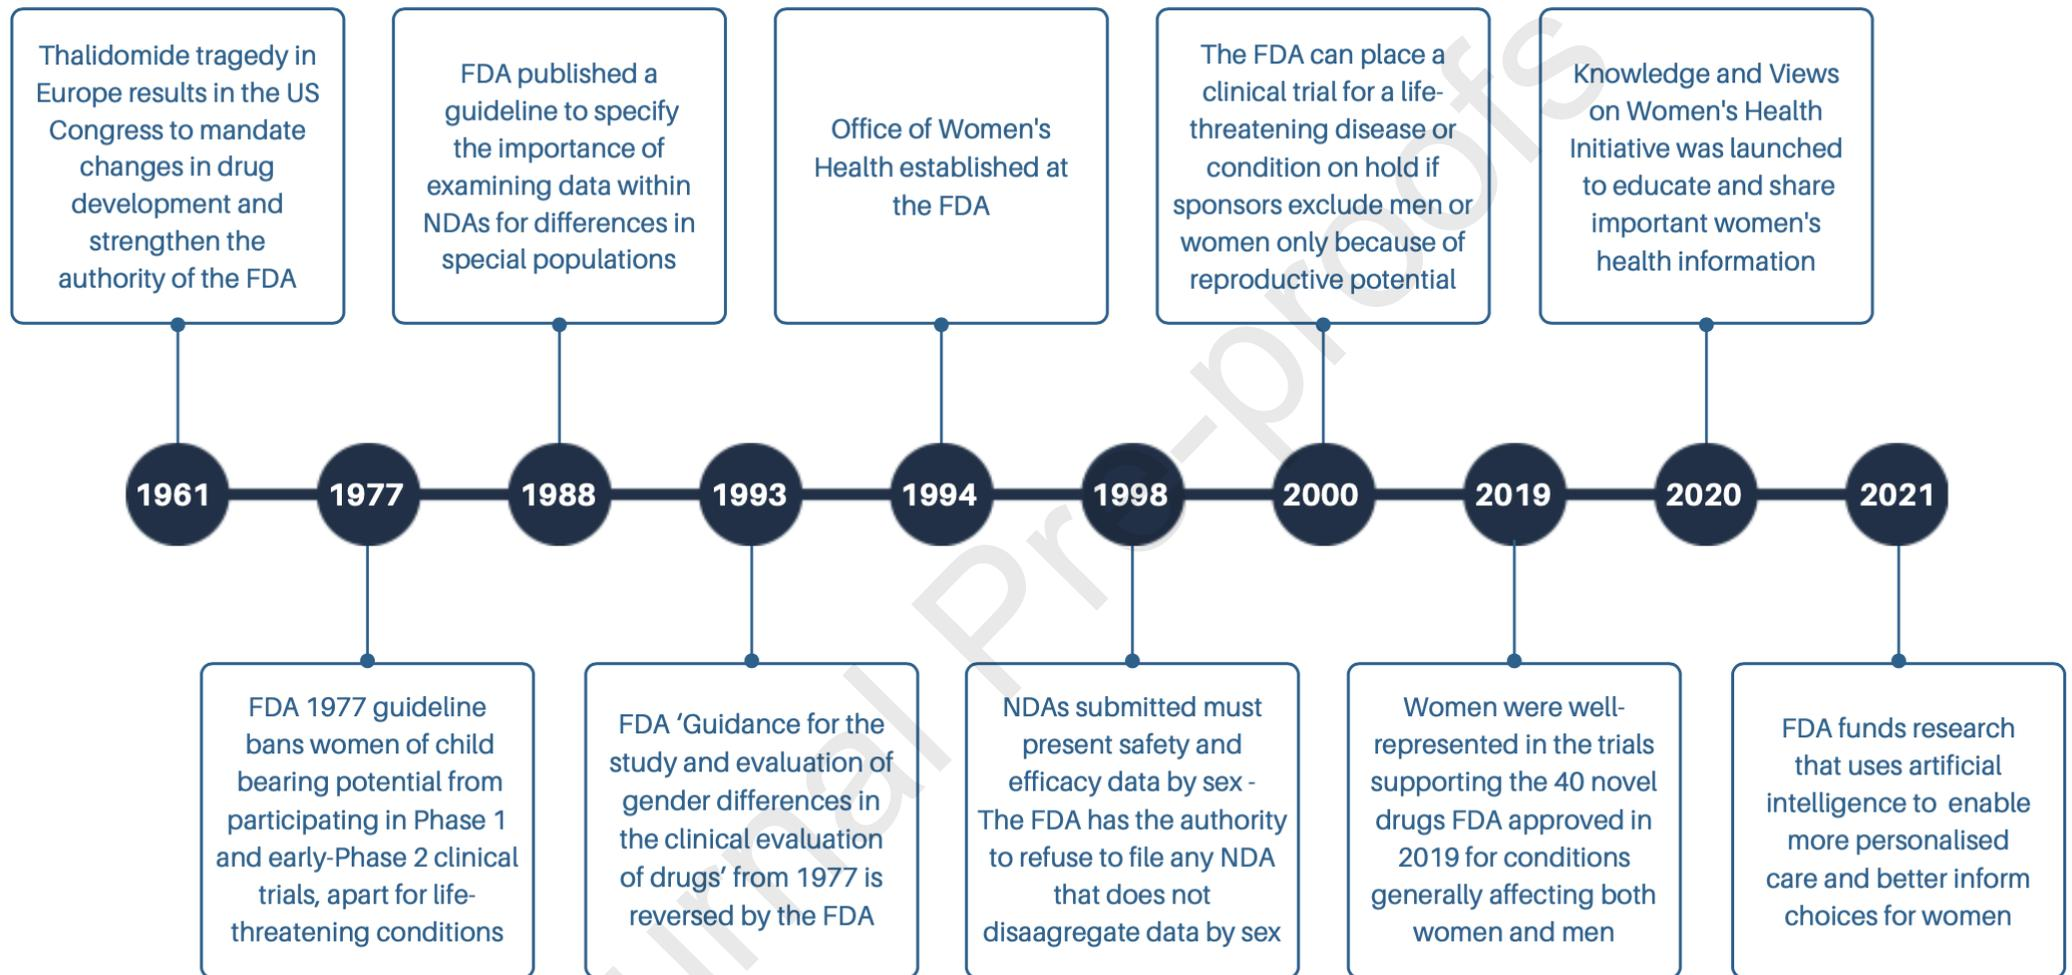 Thalidomide tragedy in
Europe results in the US
Congress to mandate
changes in drug
development and
strengthen the
authority of the FDA
FDA published a
guideline to specify
the importance of
examining data within
NDAs for differences in
special populations
Office of Women's
Health established at
the FDA
The FDA can place a
clinical trial for a life-
threatening disease or
condition on hold if
sponsors exclude men or
women only because of
reproductive potential
Knowledge and Views
on Women's Health
Initiative was launched
to educate and share
important women's
health information
1961
1977
1988
1993
1994
1998
2000
2019
2020
2021
FDA 1977 guideline
bans women of child
bearing potential from
participating in Phase 1
and early-Phase 2 clinical
trials, apart for life-
threatening conditions
FDA ‘Guidance for the
study and evaluation of
gender differences in
the clinical evaluation
of drugs’ from 1977 is
reversed by the FDA
NDAs submitted must
present safety and
efficacy data by sex -
The FDA has the authority
to refuse to file any NDA
that does not
disaagregate data by sex
Women were well-
represented in the trials
supporting the 40 novel
drugs FDA approved in
2019 for conditions
generally affecting both
women and men
FDA funds research
that uses artificial
intelligence to  enable
more personalised
care and better inform
choices for women
Pre-proofs